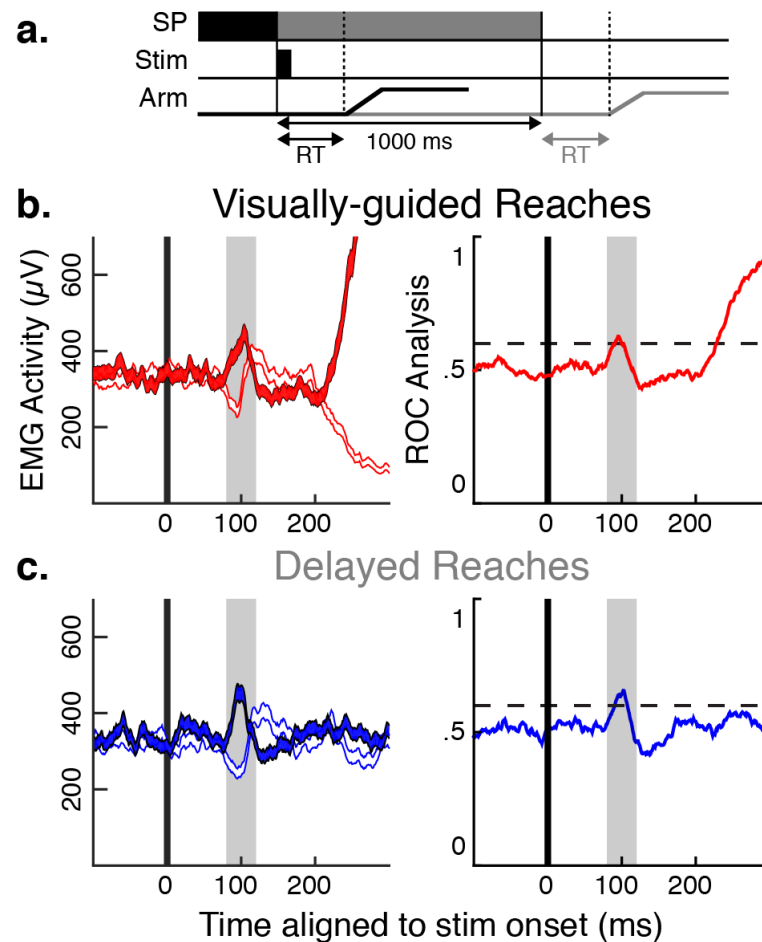 a.
SP
Stim
Arm
1000 ms
RT
RT
b.
Visually-guided Reaches
EMG Activity (µV)
600
400
200
0
100
200
ROC Analysis
1
.5
0
0
100
200
c.
Delayed Reaches
600
400
200
0
100
200
1
.5
0
0
100
200
Time aligned to stim onset (ms)